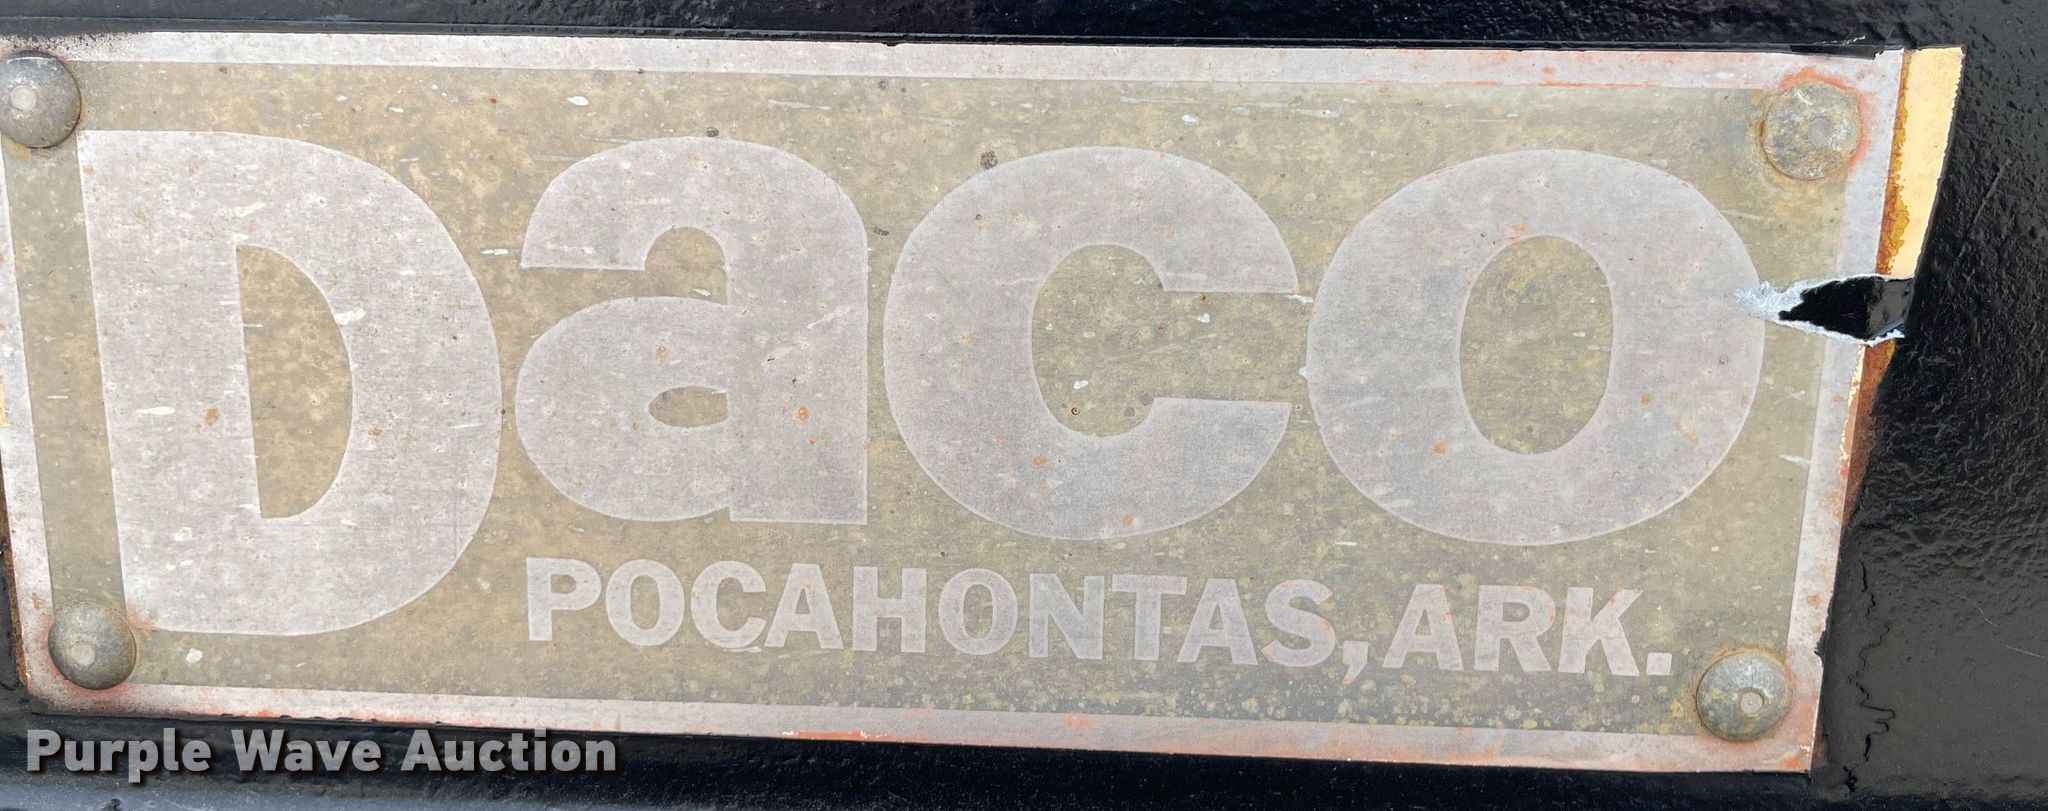 Daco
POCAHONTAS, ARK.
Purple Wave Auction